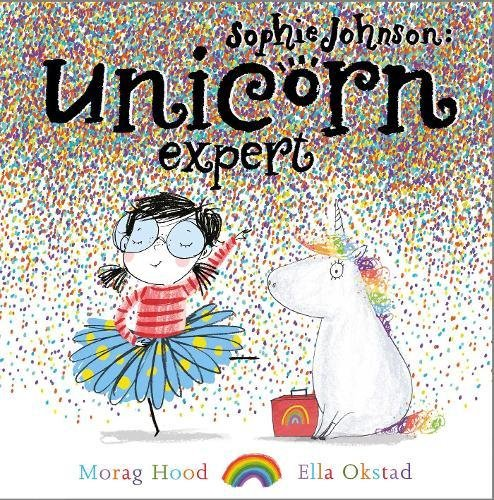 Sophie Johnson:
unicorn
expert
Morag Hood Ella Okstad